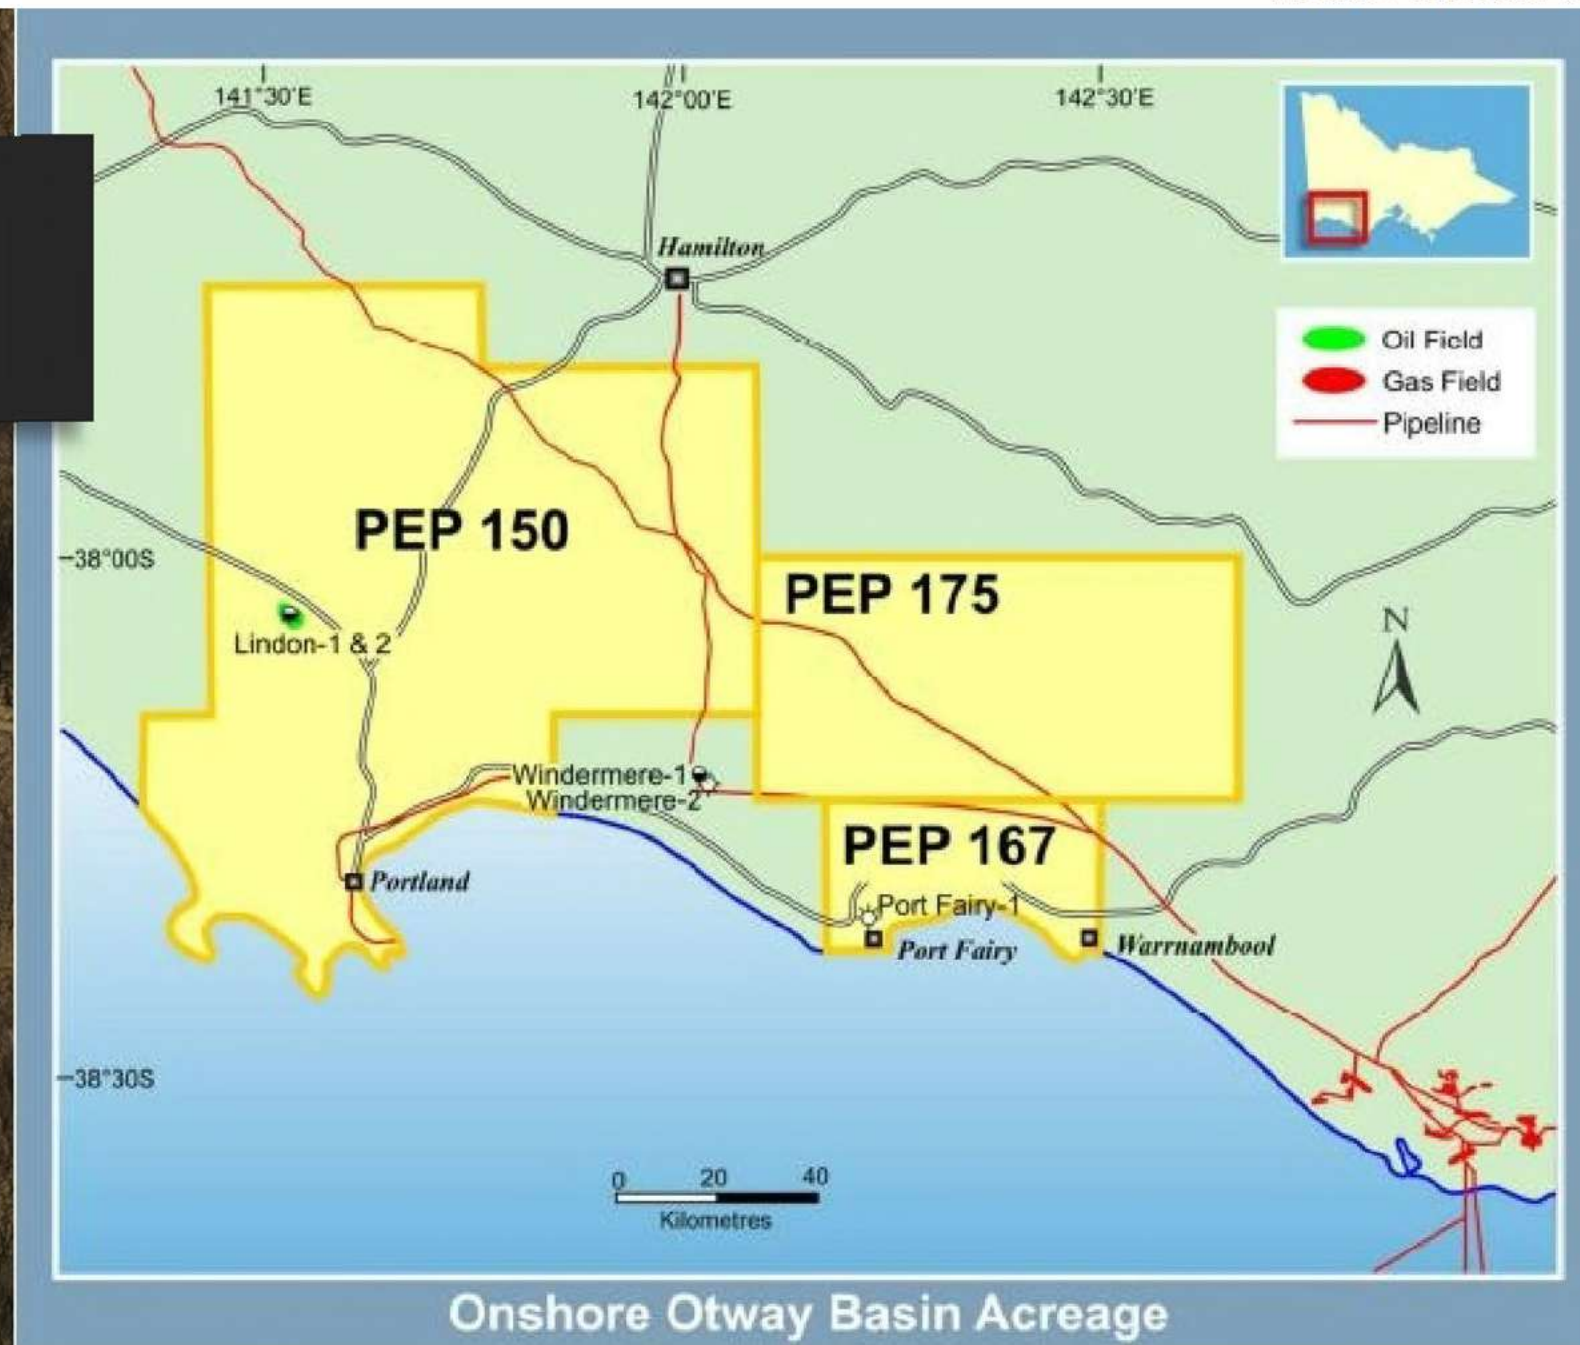 141°30'E
142°00'E
142°30'E
Hamilton
Oil Field
Gas Field
Pipeline
PEP 150
38°00S
PEP 175
N
Lindon-1 & 2
Windermere-1
Windermere-2
PEP 167
Portland
Port Fairy-1
Port Fairy
Warrnambool
38°30S
0 20 40
Kilometres
Onshore Otway Basin Acreage